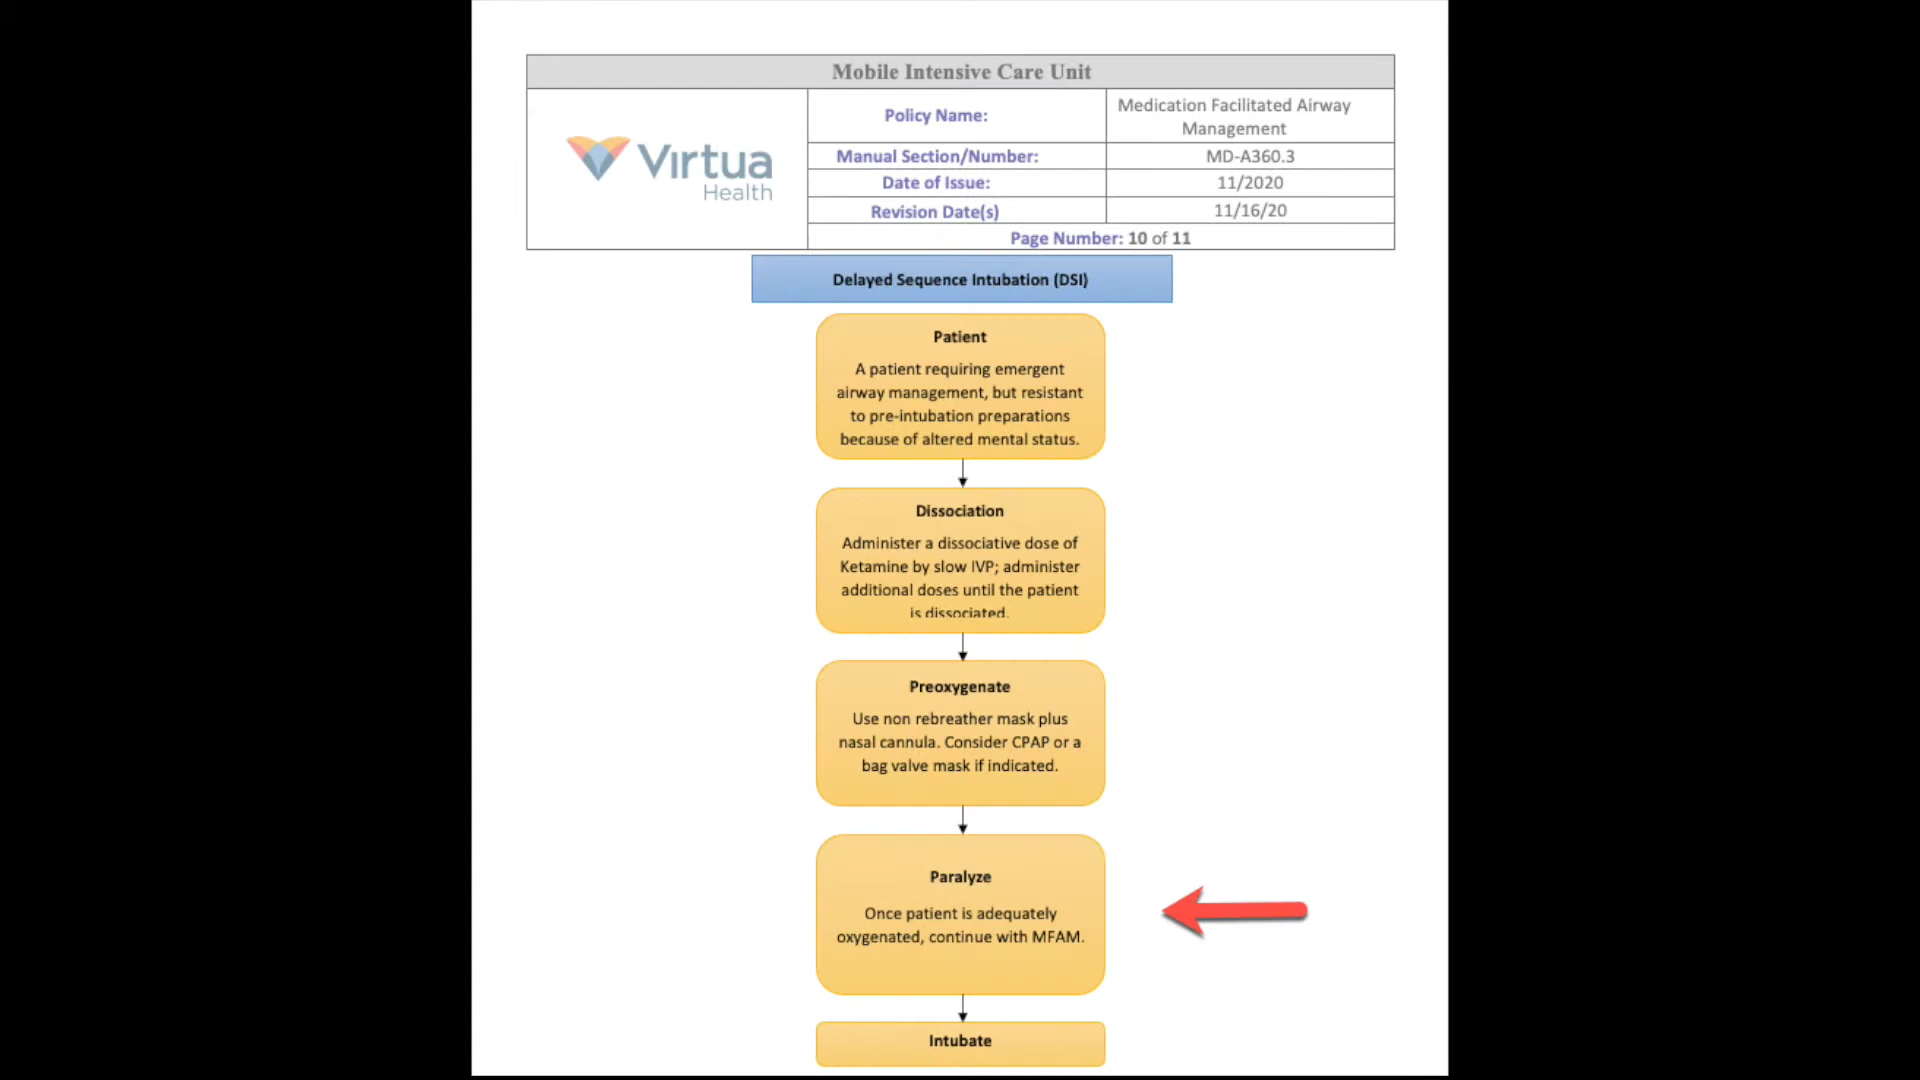 Mobile Intensive Care Unit
Virtua
Health
Policy Name:
Medication Facilitated Airway
Management
Manual Section/Number:
MD-A360.3
Date of Issue:
11/2020
Revision Date(s)
11/16/20
Page Number: 10 of 11
Delayed Sequence Intubation (DSI)
Patient
A patient requiring emergent
airway management, but resistant
to pre-intubation preparations
because of altered mental status.
Dissociation
Administer a dissociative dose of
Ketamine by slow IVP; administer
additional doses until the patient
is dissociated.
Preoxygenate
Use non rebreather mask plus
nasal cannula. Consider CPAP or a
bag valve mask if indicated.
Paralyze
Once patient is adequately
oxygenated, continue with MFAM.
Intubate